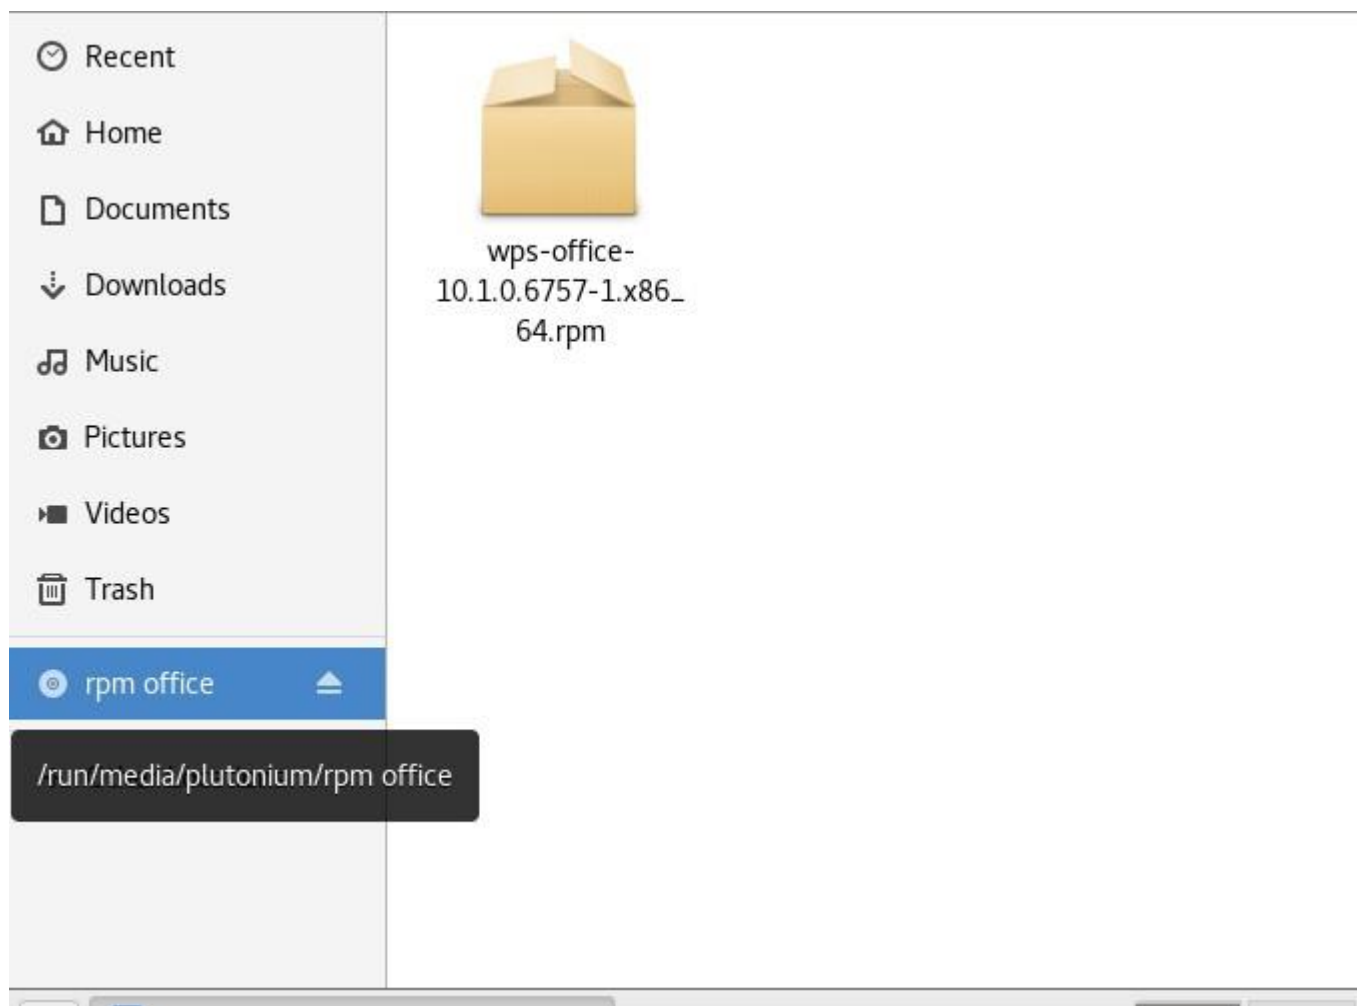 Recent
Home
Documents
Downloads
Music
Pictures
Videos
Trash
rpm office
/run/media/plutonium/rpm office
wps-office-
10.1.0.6757-1.x86_
64.rpm